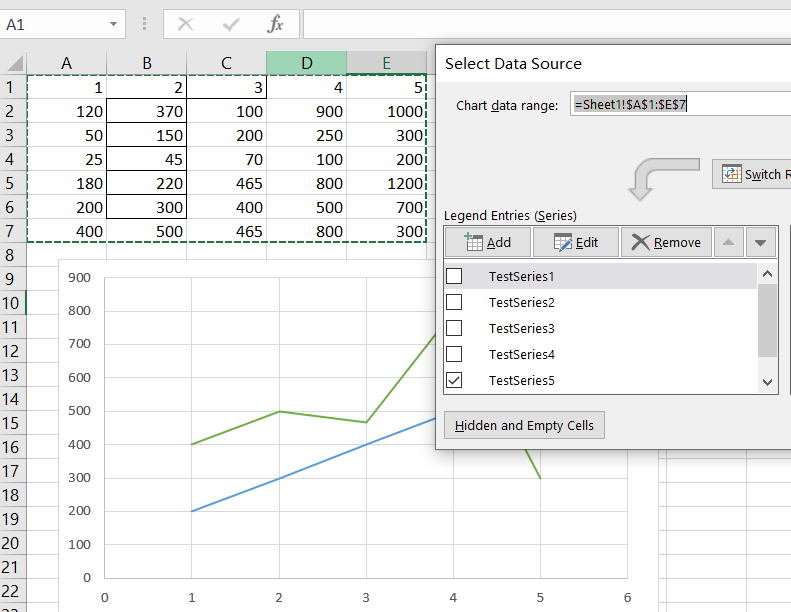 A1 fx
Select Data Source
A B C D E
1 1 2 3 4 5
Chart data range: =Sheet1!$A$1:$E$7
2 120 370 100 900 1000
3 50 150 200 250 300
4 25 45 70 100 200
5 180 220 465 800 1200
6 200 300 400 500 700
7 400 500 465 800 300
Switch R
Legend Entries (Series)
Add Edit Remove
TestSeries1
TestSeries2
TestSeries3
TestSeries4
TestSeries5
Hidden and Empty Cells
8
9
10
11
12
13
14
15
16
17
18
19
20
21
22
900
800
700
600
500
400
300
200
100
0
0 1 2 3 4 5 6